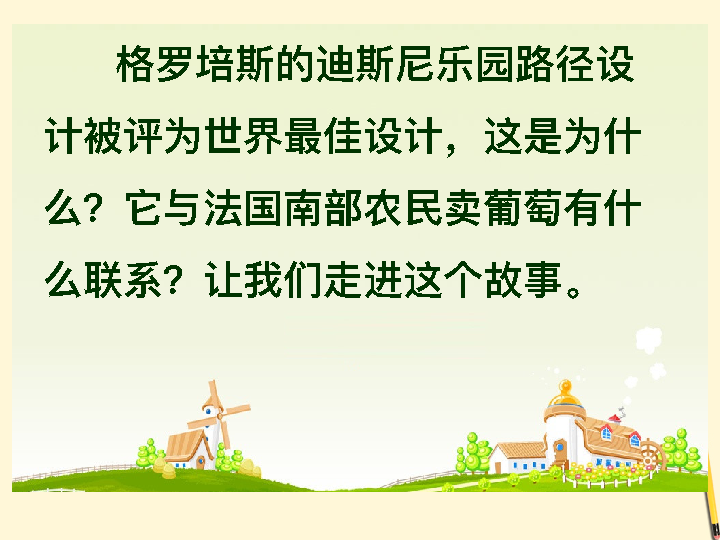 格罗培斯的迪斯尼乐园路径设
计被评为世界最佳设计，这是为什
么？它与法国南部农民卖葡萄有什
么联系？让我们走进这个故事。